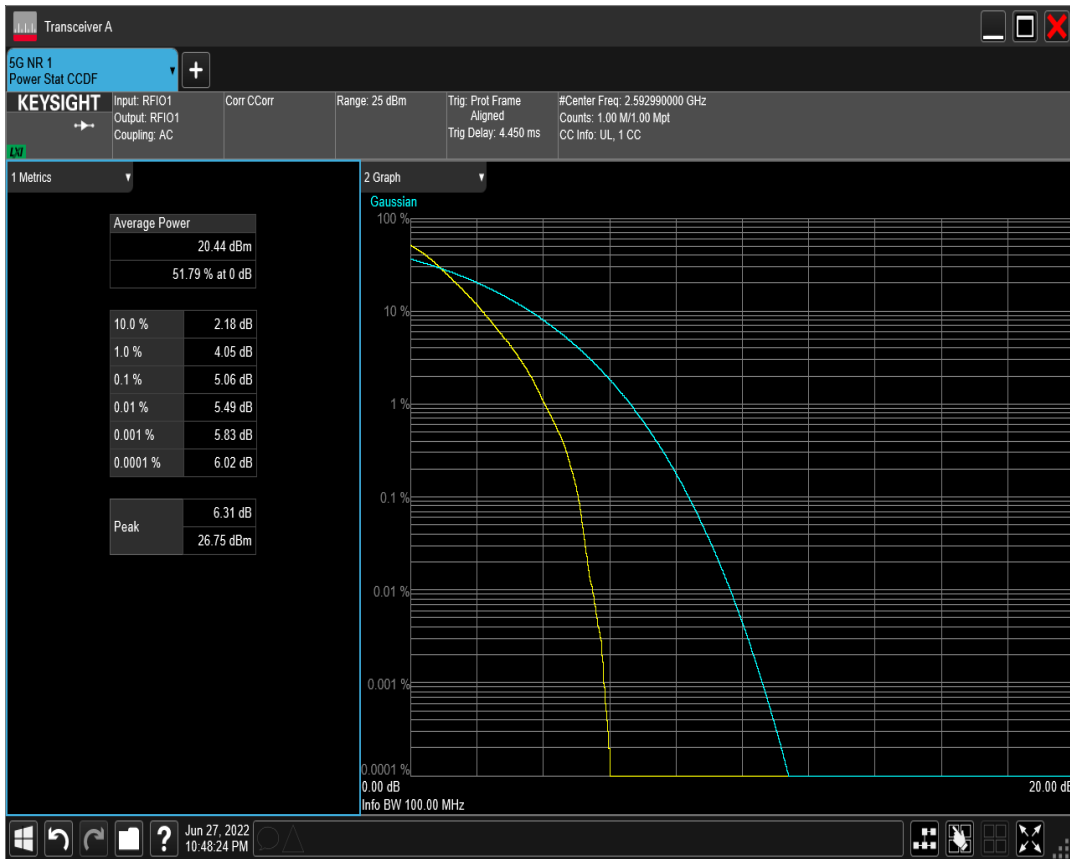 Transceiver A
5G NR 1
Power Stat CCDF
+
KEYSIGHT
LXI
Input: RFIO1
Output: RFIO1
Coupling: AC
Corr CCorr
Range: 25 dBm
Trig: Prot Frame
Aligned
Trig Delay: 4.450 ms
#Center Freq: 2.592990000 GHz
Counts: 1.00 M/1.00 Mpt
CC Info: UL, 1 CC
1 Metrics
Average Power
20.44 dBm
51.79 % at 0 dB
10.0 % 2.18 dB
1.0 % 4.05 dB
0.1 % 5.06 dB
0.01 % 5.49 dB
0.001 % 5.83 dB
0.0001 % 6.02 dB
Peak
6.31 dB
26.75 dBm
2 Graph
Gaussian
100 %
10 %
1 %
0.1 %
0.01 %
0.001 %
0.0001 %
0.00 dB
20.00 dB
Info BW 100.00 MHz
?
Jun 27, 2022
10:48:24 PM